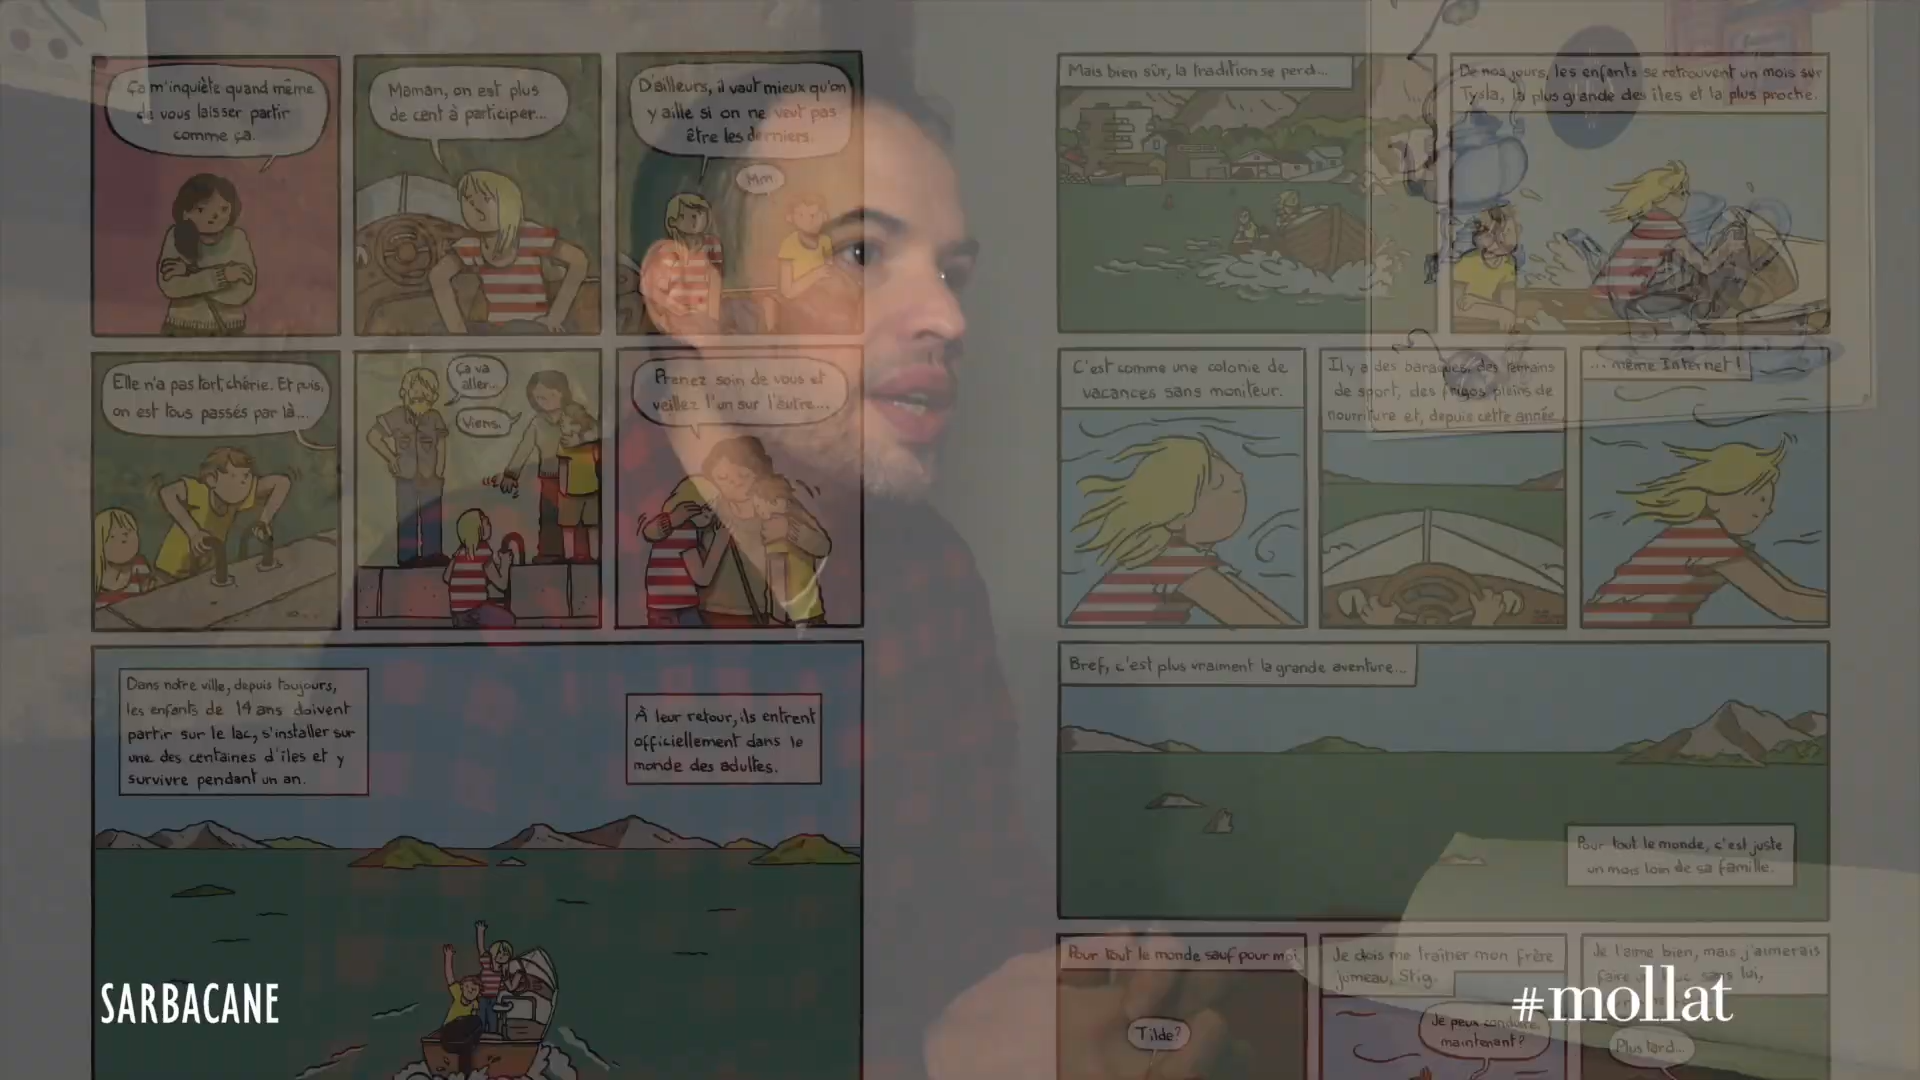 Ça m'inquiète quand même
de vous laisser partir
comme ça.
Maman, on est plus
de cent à participer...
D'ailleurs, il vaut mieux qu'on
y aille si on ne veut pas
être les derniers.
Mm.
Elle n'a pas tort, chérie. Et puis,
on est tous passés par là...
Ça va
aller...
Viens.
Prenez soin de vous et
veillez l'un sur l'autre...
Dans notre ville, depuis toujours,
les enfants de 14 ans doivent
partir sur le lac, s'installer sur
une des centaines d'îles et y
survivre pendant un an.
À leur retour, ils entrent
officiellement dans le
monde des adultes.
Mais bien sûr, la tradition se perd...
De nos jours, les enfants se retrouvent un mois sur
Tysla, la plus grande des îles et la plus proche.
C'est comme une colonie de
vacances sans moniteur.
Il y a des baraques, des terrains
de sport, des frigos pleins de
nourriture et, depuis cette année
... même Internet !
Bref, c'est plus vraiment la grande aventure...
Pour tout le monde, c'est juste
un mois loin de sa famille.
Pour tout le monde sauf pour moi.
Tilde?
Je dois me traîner mon frère
jumeau, Stig.
Je peux conduire,
maintenant?
Je l'aime bien, mais j'aimerais
faire sans lui,
Plus tard...
SARBACANE
#mollat